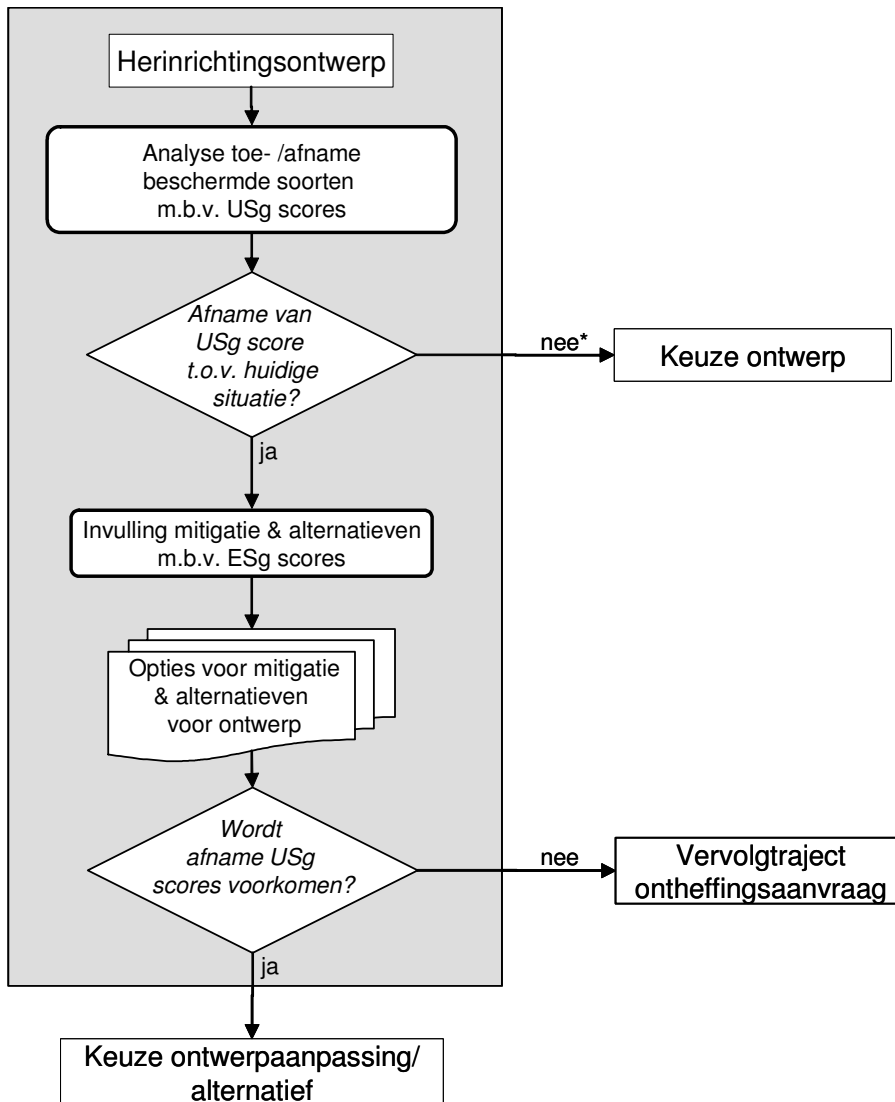 Herinrichtingsontwerp
Analyse toe- /afname
beschermde soorten
m.b.v. USg scores
Afname van
USg score
t.o.v. huidige
situatie?
nee*
Keuze ontwerp
ja
Invulling mitigatie & alternatieven
m.b.v. ESg scores
Opties voor mitigatie
& alternatieven
voor ontwerp
Wordt
afname USg
scores voorkomen?
nee
Vervolgtraject
ontheffingsaanvraag
ja
Keuze ontwerpaanpassing/
alternatief